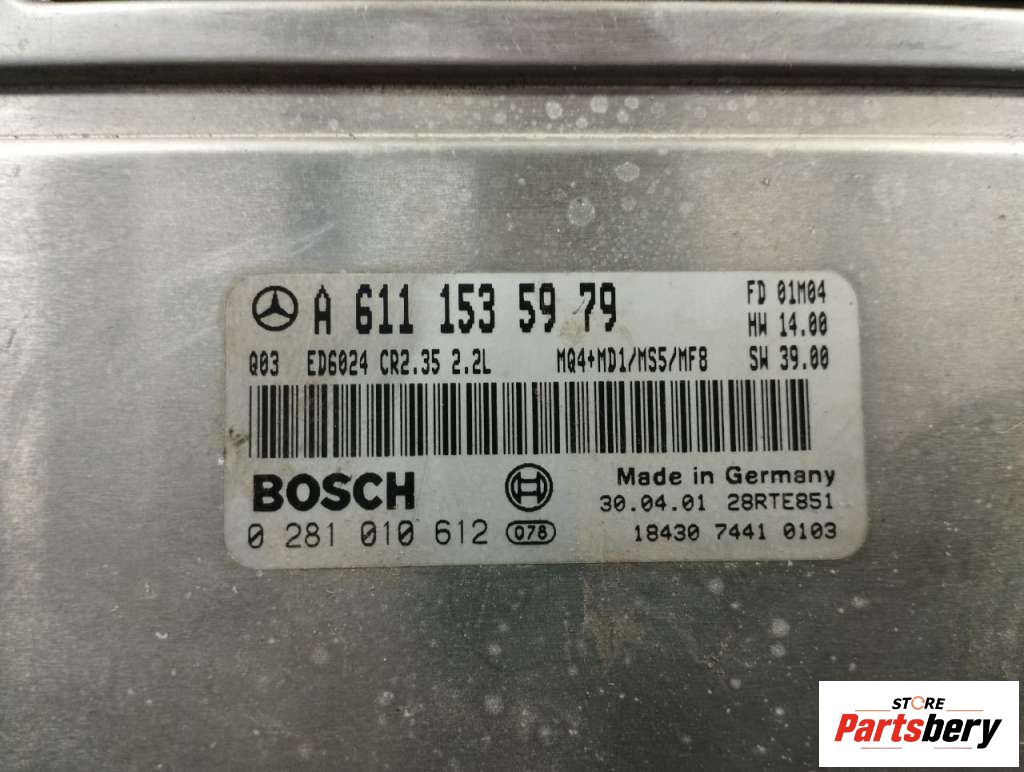 A 611 153 59 79
FD 01M04
HW 14.00
Q03 ED6024 CR2.35 2.2L MQ4+MD1/MS5/MF8 SW 39.00
BOSCH
Made in Germany
30.04.01 28RTE851
0 281 010 612 078
18430 7441 0103
STORE
Partsbery